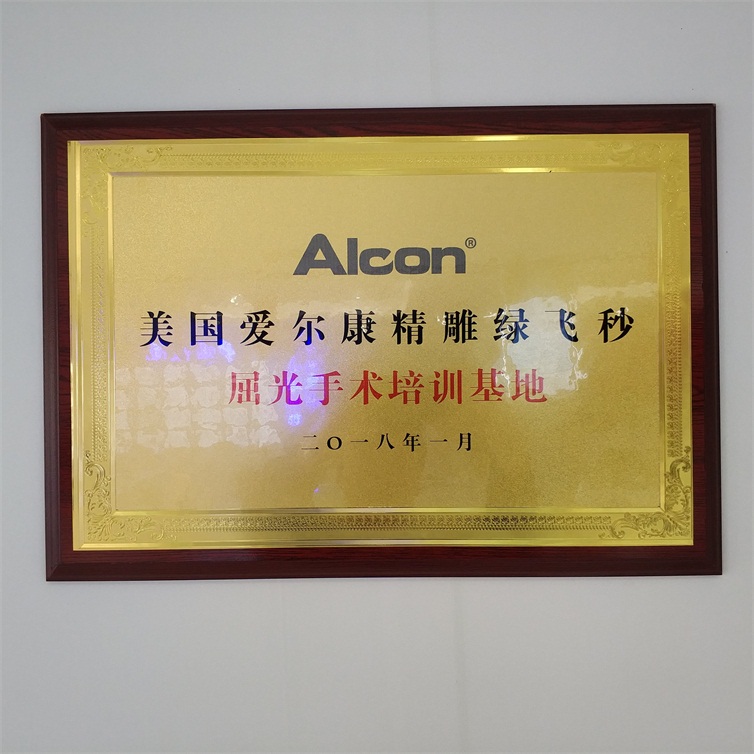 Alcon®
美国爱尔康精雕绿飞秒
屈光手术培训基地
二〇一八年一月